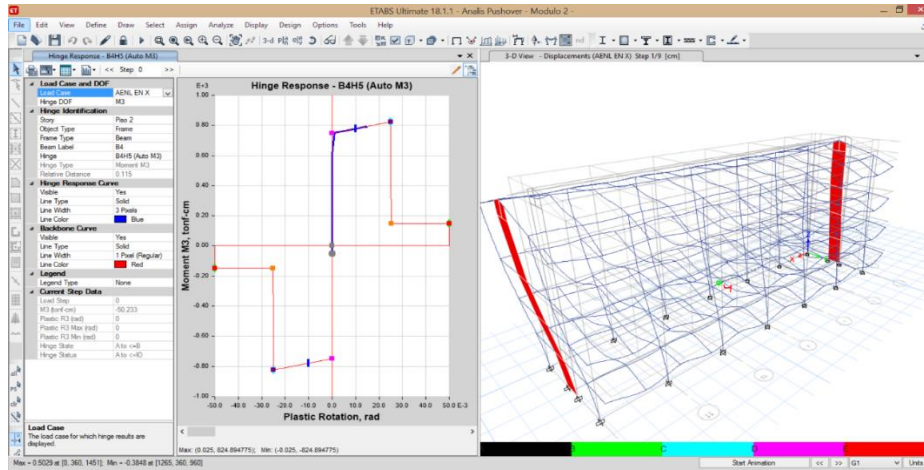 ETABS Ultimate 18.1.1 - Analis Pushover - Modulo 2 -
File Edit View Define Draw Select Assign Analyze Display Design Options Tools Help
Hinge Response - B4H5 (Auto M3)
3-D View - Displacements (AENL EN X) Step 1/9 [cm]
<< Step 0 >>
Load Case and DOF
Load Case AENL EN X
Hinge DOF M3
Hinge Identification
Story Piso 2
Object Type Frame
Frame Type Beam
Beam Label B4
Hinge B4H5 (Auto M3)
Hinge Type Moment M3
Relative Distance 0.115
Hinge Response Curve
Visible Yes
Line Type Solid
Line Width 3 Pixels
Line Color Blue
Backbone Curve
Visible Yes
Line Type Solid
Line Width 1 Pixel (Regular)
Line Color Red
Legend
Legend Type None
Current Step Data
Load Step 0
M3 (tonf-cm) -50.233
Plastic R3 (rad) 0
Plastic R3 Max (rad) 0
Plastic R3 Min (rad) 0
Hinge State A to <=B
Hinge Status A to <=IO
Load Case
The load case for which hinge results are
displayed.
Hinge Response - B4H5 (Auto M3)
E+3
1.00
0.80
0.60
0.40
0.20
0.00
-0.20
-0.40
-0.60
-0.80
-1.00
Moment M3, tonf-cm
-50.0 -40.0 -30.0 -20.0 -10.0 0.0 10.0 20.0 30.0 40.0 50.0 E-3
Plastic Rotation, rad
Max: (0.025, 824.894775); Min: (-0.025, -824.894775)
B C D E
Max = 0.5029 at [0, 360, 1451]; Min = -0.3848 at [1265, 360, 960]
Start Animation << >> G1 Units